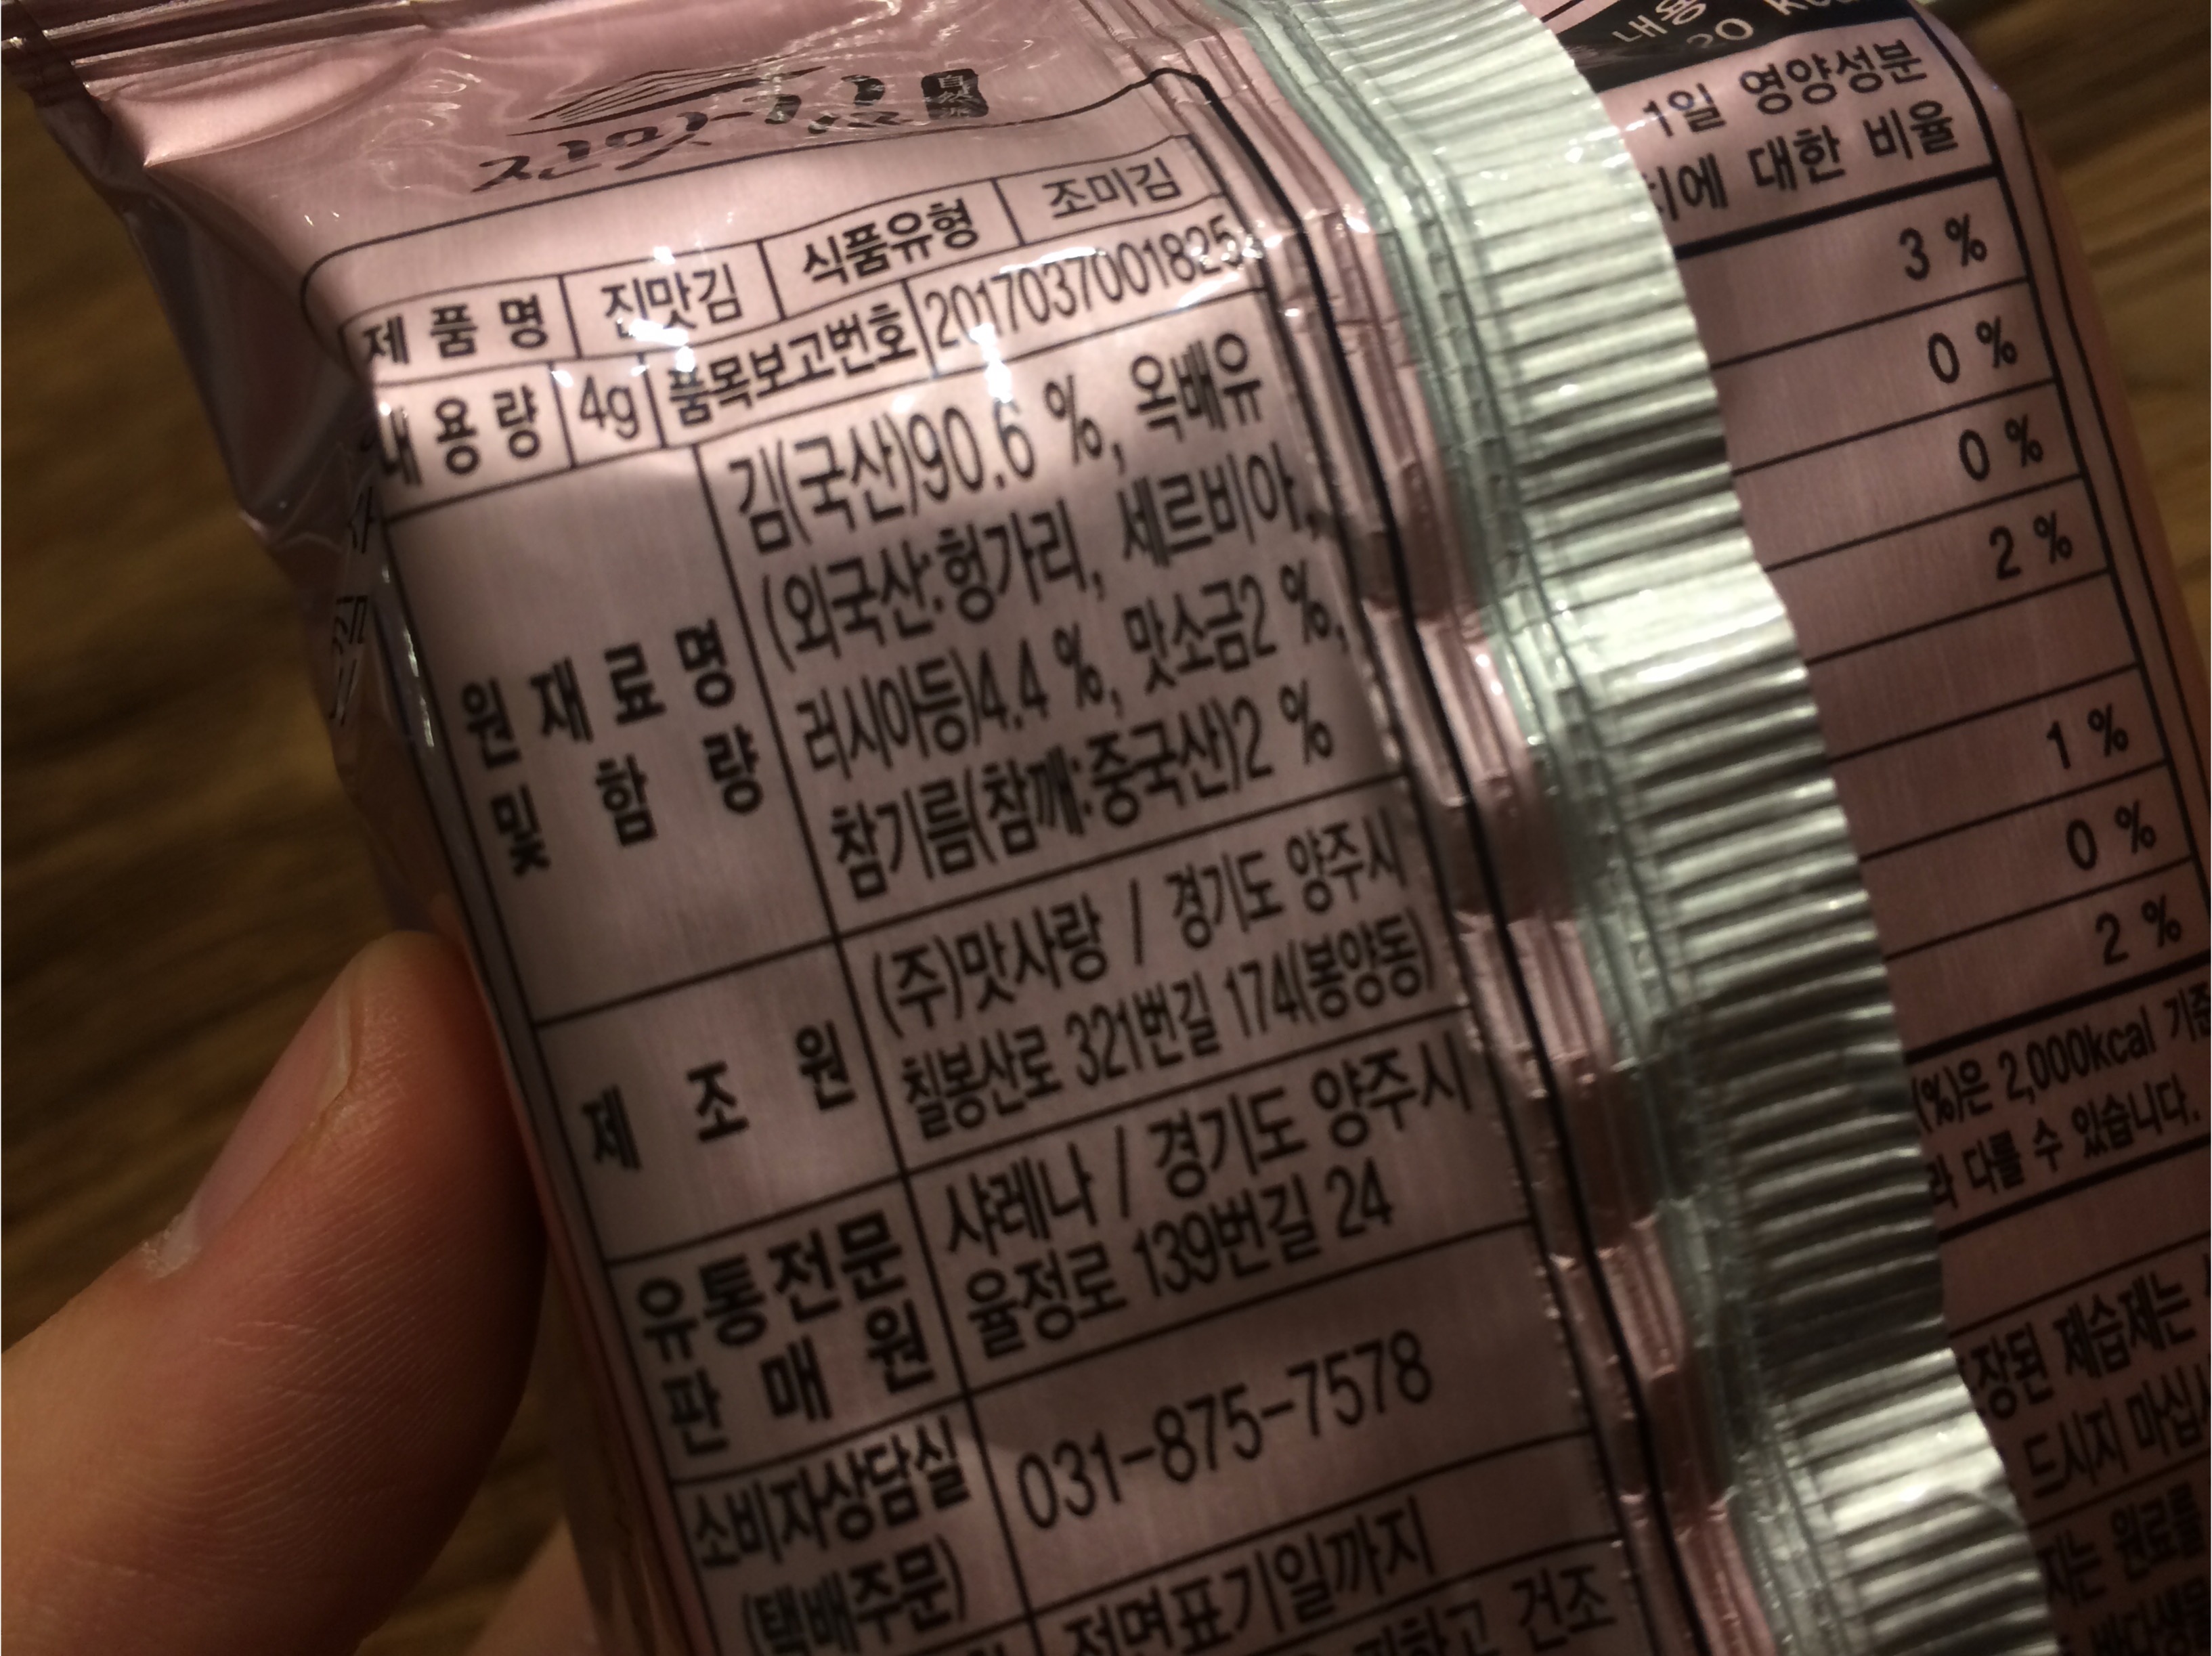 진맛김
제 품 명 진맛김 식품유형 조미김
내 용 량 4g 품목보고번호 2017037001825
원 재 료 명
및 함 량
김(국산)90.6 %, 옥배유
(외국산:헝가리, 세르비아,
러시아등)4.4 %, 맛소금2 %,
참기름(참깨:중국산)2 %
제 조 원
(주)맛사랑 / 경기도 양주시
칠봉산로 321번길 174(봉양동)
유통전문
판 매 원
샤레나 / 경기도 양주시
율정로 139번길 24
소비자상담실
(택배주문)
031-875-7578
전면표기일까지
건조
1일 영양성분
대한 비율
3 %
0 %
0 %
2 %
1 %
0 %
2 %
(%)은 2,000kcal
다를 수 있습니다.
제습제는
드시지
원료를